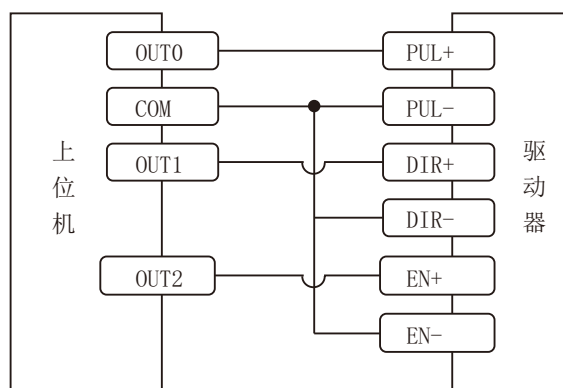 OUT0
PUL+
COM
PUL-
上位机
OUT1
DIR+
驱动器
DIR-
OUT2
EN+
EN-